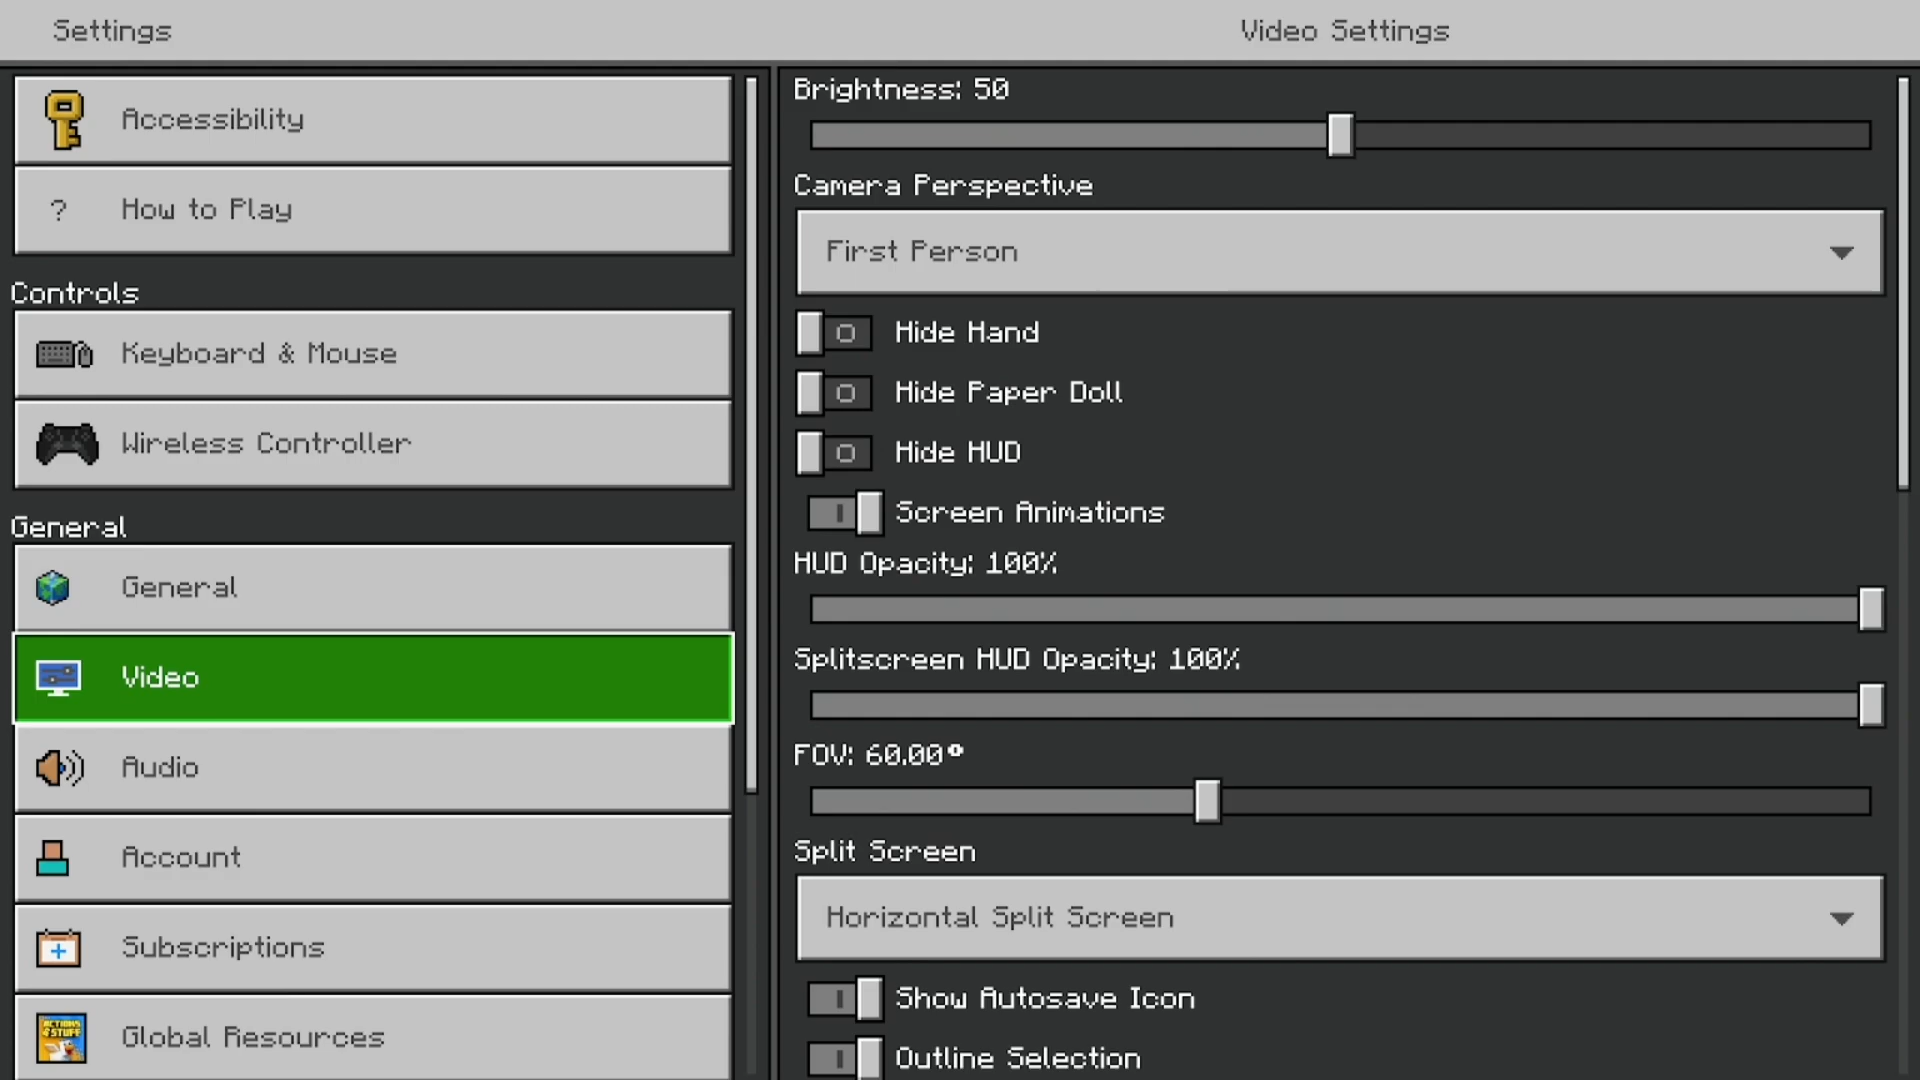 Settings
Video Settings
Accessibility
? How to Play
Controls
Keyboard & Mouse
Wireless Controller
General
General
Video
Audio
Account
Subscriptions
ACTIONS & STUFF
Global Resources
Brightness: 50
Camera Perspective
First Person
Hide Hand
Hide Paper Doll
Hide HUD
Screen Animations
HUD Opacity: 100%
Splitscreen HUD Opacity: 100%
FOV: 60.00°
Split Screen
Horizontal Split Screen
Show Autosave Icon
Outline Selection